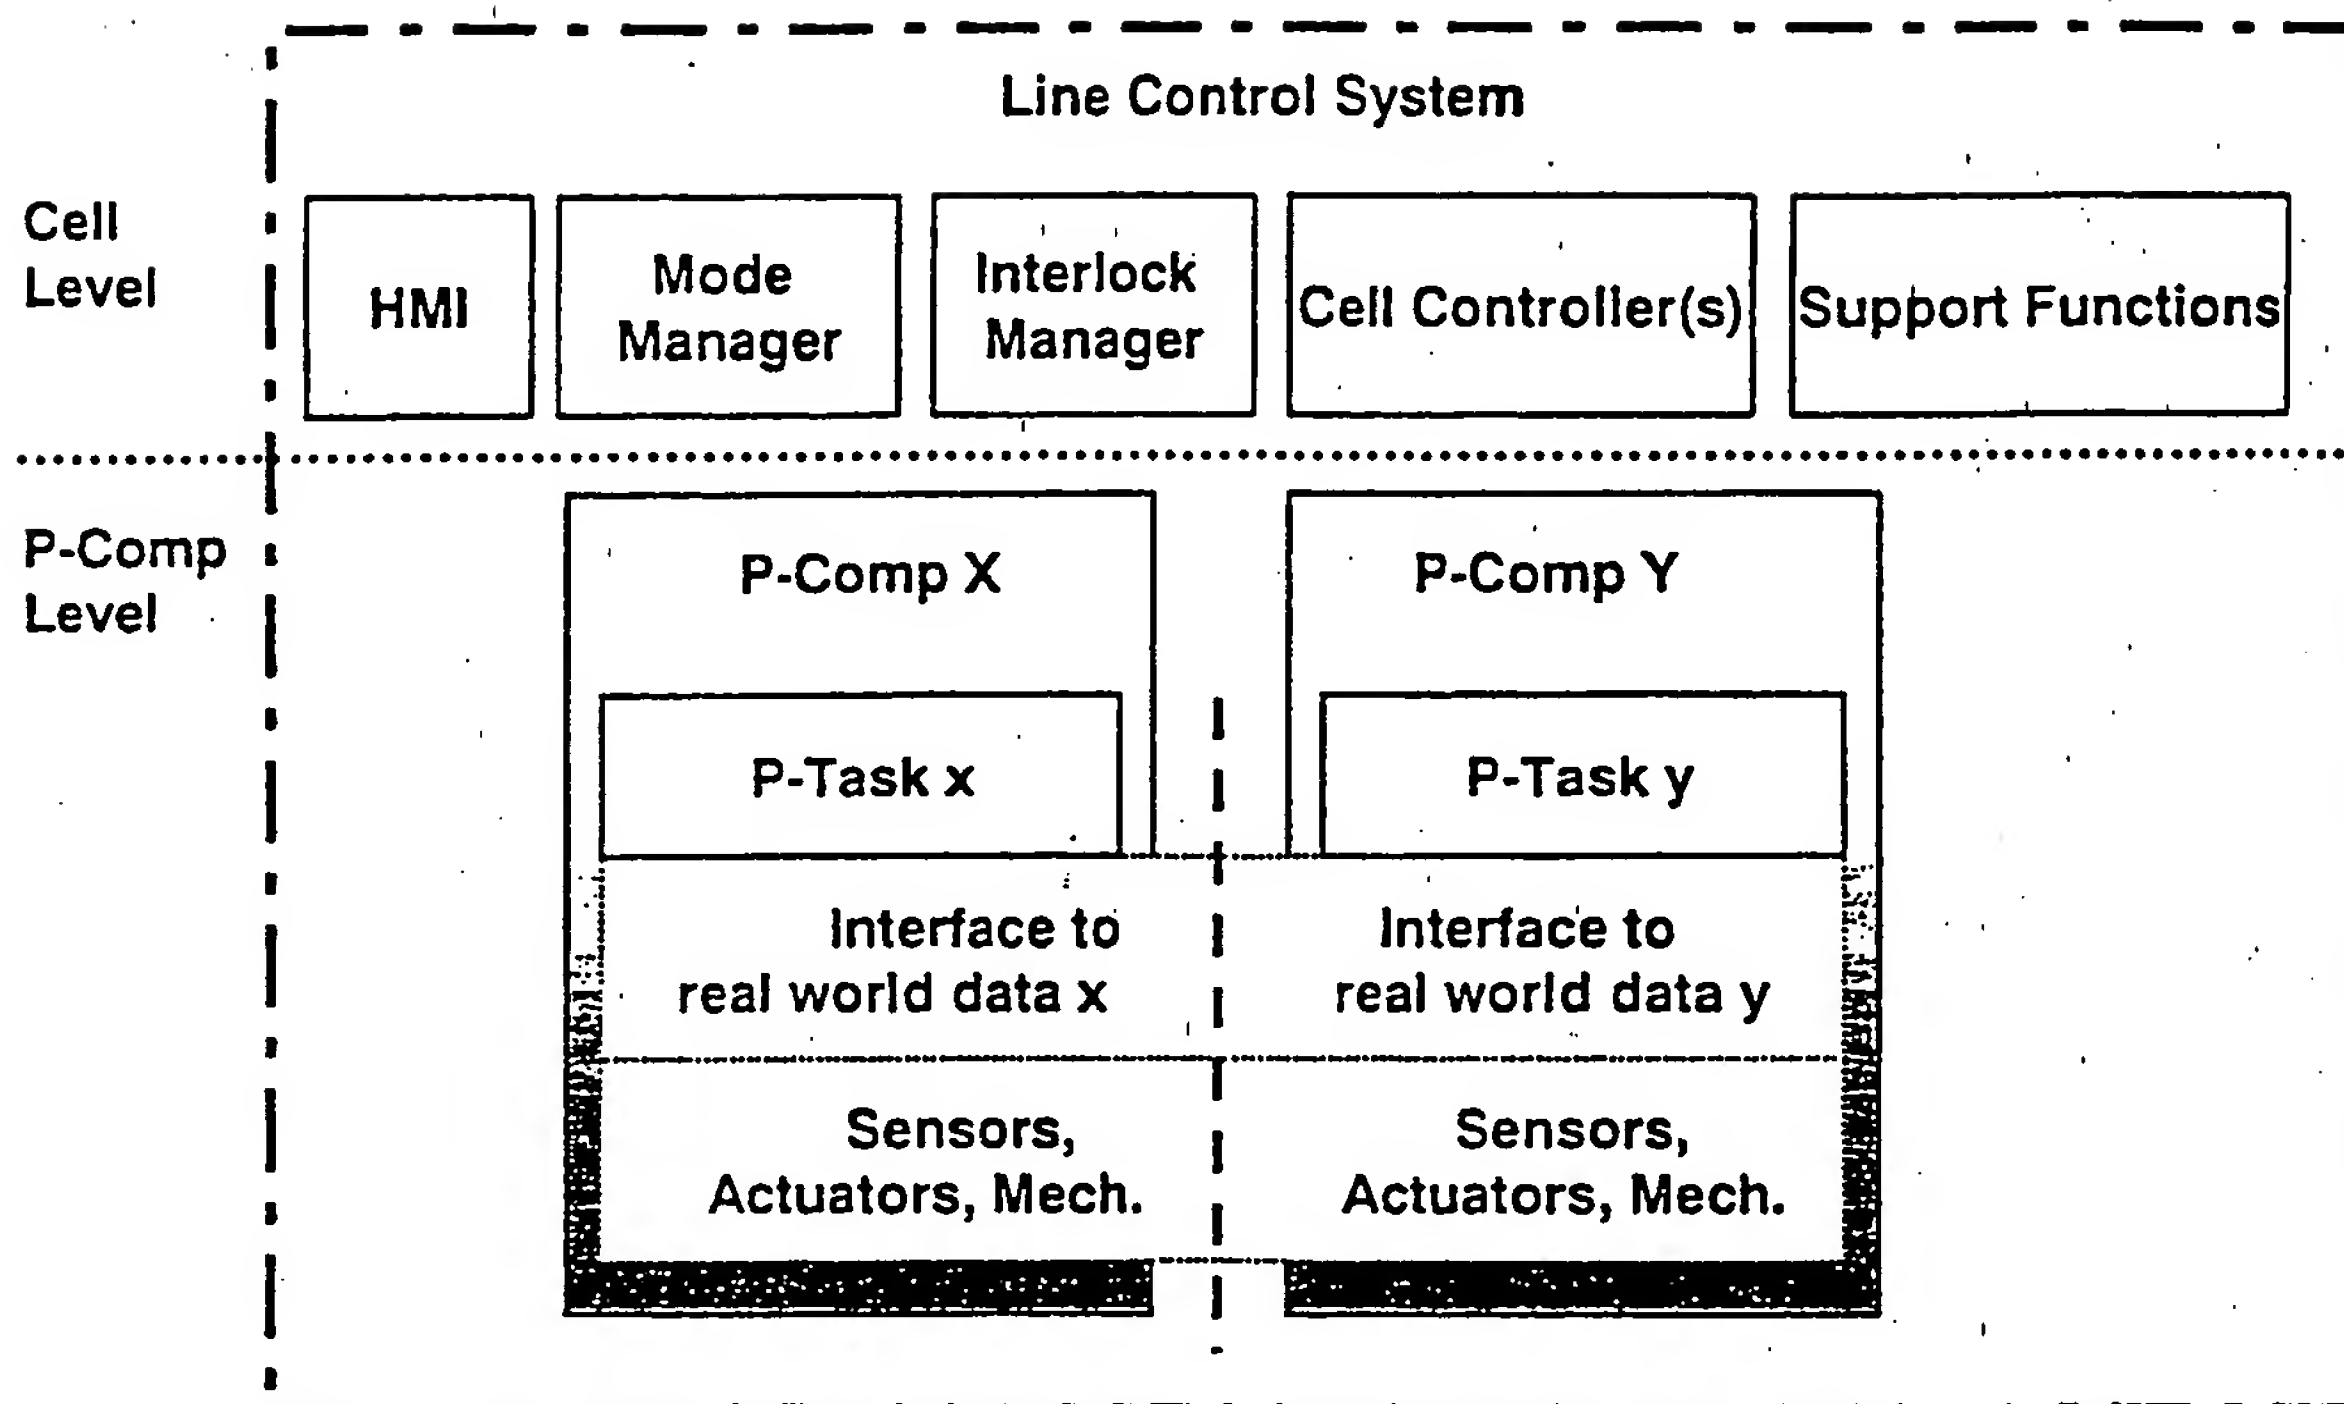 Line Control System
Cell
Level
HMI
Mode
Manager
Interlock
Manager
Cell Controller(s)
Support Functions
P-Comp
Level
P-Comp X
P-Comp Y
P-Task x
P-Task y
Interface to
real world data x
Interface to
real world data y
Sensors,
Actuators, Mech.
Sensors,
Actuators, Mech.